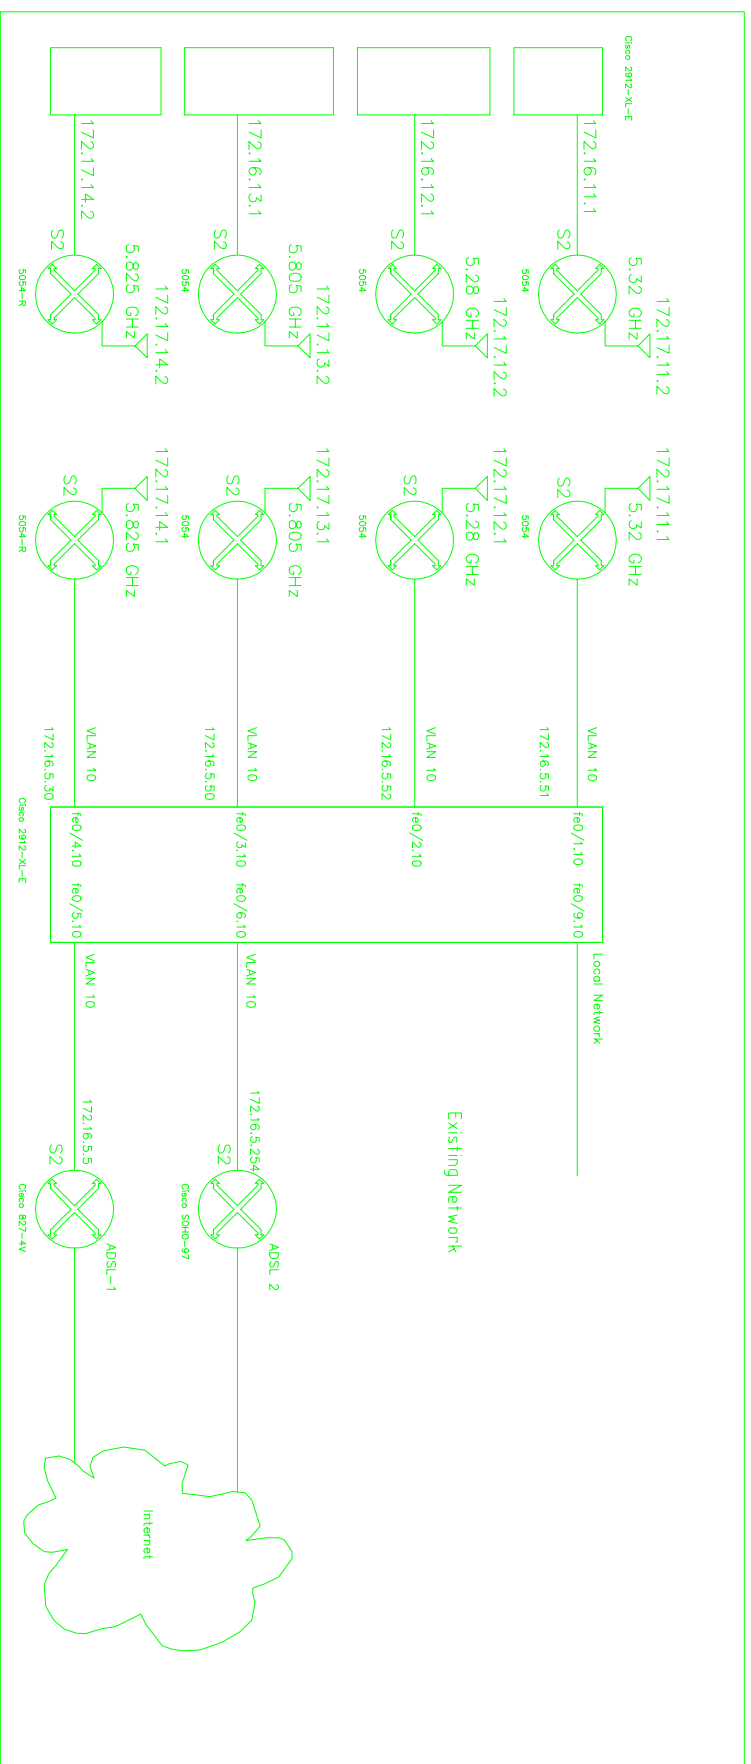 Cisco 2912-XL-E
172.16.11.1
172.16.12.1
172.16.13.1
172.17.14.2
S2
5.32 GHz
172.17.11.2
5054
S2
5.28 GHz
172.17.12.2
5054
S2
5.805 GHz
172.17.13.2
5054
S2
5.825 GHz
172.17.14.2
5054-R
172.17.11.1
S2
5.32 GHz
5054
172.17.12.1
S2
5.28 GHz
5054
172.17.13.1
S2
5.805 GHz
5054
172.17.14.1
S2
5.825 GHz
5054-R
VLAN 10
172.16.5.51
VLAN 10
172.16.5.52
VLAN 10
172.16.5.50
VLAN 10
172.16.5.30
Cisco 2912-XL-E
fe0/1.10 fe0/9.10
fe0/2.10
fe0/3.10 fe0/6.10
fe0/4.10 fe0/5.10
Local Network
VLAN 10
VLAN 10
Existing Network
172.16.5.254
S2
Cisco SOHO-97
ADSL 2
172.16.5.5
S2
Cisco 827-4V
ADSL-1
Internet